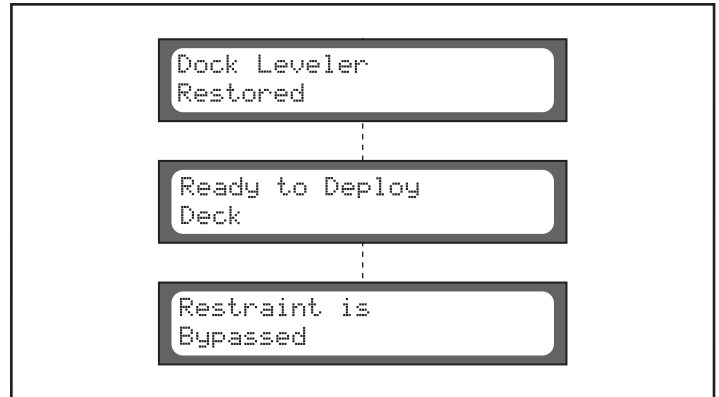 Dock Leveler
Restored
Ready to Deploy
Deck
Restraint is
Bypassed